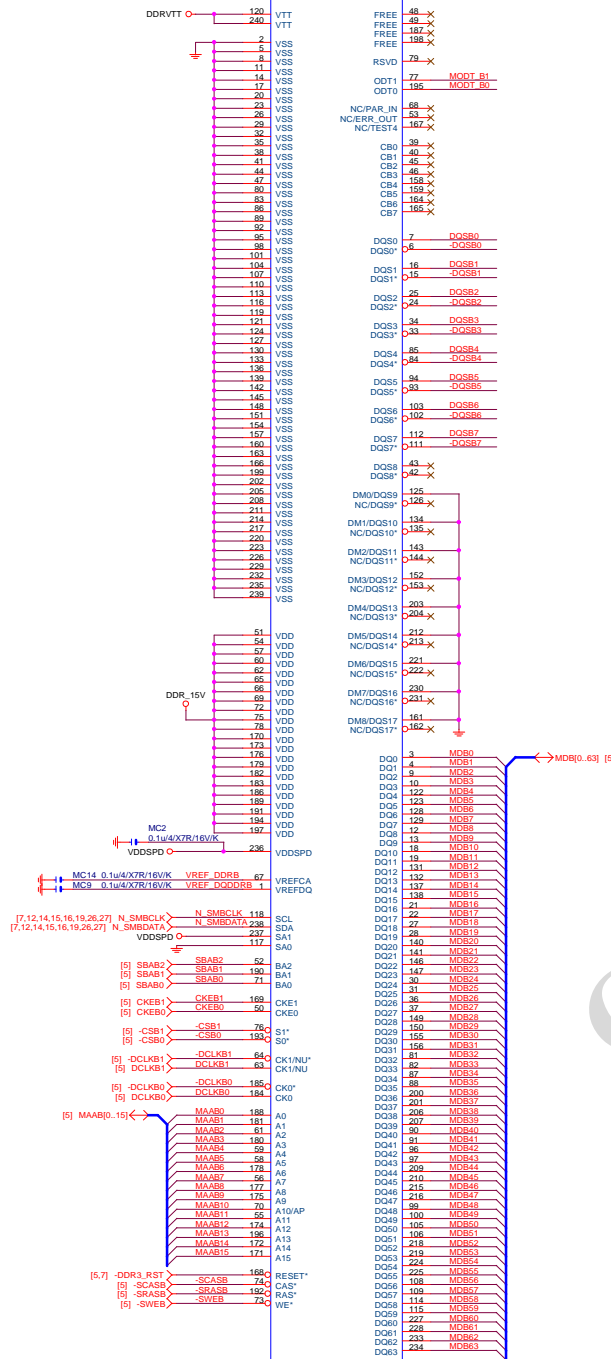 DDRVTT 120 VTT
240 VTT
2 VSS
5 VSS
8 VSS
11 VSS
14 VSS
17 VSS
20 VSS
23 VSS
26 VSS
29 VSS
32 VSS
35 VSS
38 VSS
41 VSS
44 VSS
47 VSS
80 VSS
83 VSS
86 VSS
89 VSS
92 VSS
95 VSS
98 VSS
101 VSS
104 VSS
107 VSS
110 VSS
113 VSS
116 VSS
119 VSS
121 VSS
124 VSS
127 VSS
130 VSS
133 VSS
136 VSS
139 VSS
142 VSS
145 VSS
148 VSS
151 VSS
154 VSS
157 VSS
160 VSS
163 VSS
166 VSS
199 VSS
202 VSS
205 VSS
208 VSS
211 VSS
214 VSS
217 VSS
220 VSS
223 VSS
226 VSS
229 VSS
232 VSS
235 VSS
239 VSS
51 VDD
54 VDD
57 VDD
60 VDD
62 VDD
65 VDD
66 VDD
DDR_15V 69 VDD
72 VDD
75 VDD
78 VDD
170 VDD
173 VDD
176 VDD
179 VDD
182 VDD
183 VDD
186 VDD
189 VDD
191 VDD
194 VDD
197 VDD
MC2
0.1u/4/X7R/16V/K
VDDSPD 236 VDDSPD
MC14 0.1u/4/X7R/16V/K VREF_DDRB 67 VREFCA
MC9 0.1u/4/X7R/16V/K VREF_DQDDRB 1 VREFDQ
[7,12,14,15,16,19,26,27] N_SMBCLK N_SMBCLK 118 SCL
[7,12,14,15,16,19,26,27] N_SMBDATA N_SMBDATA 238 SDA
VDDSPD 237 SA1
117 SA0
[5] SBAB2 SBAB2 52 BA2
[5] SBAB1 SBAB1 190 BA1
[5] SBAB0 SBAB0 71 BA0
[5] CKEB1 CKEB1 169 CKE1
[5] CKEB0 CKEB0 50 CKE0
[5] -CSB1 -CSB1 76 S1*
[5] -CSB0 -CSB0 193 S0*
[5] -DCLKB1 -DCLKB1 64 CK1/NU*
[5] DCLKB1 DCLKB1 63 CK1/NU
[5] -DCLKB0 -DCLKB0 185 CK0*
[5] DCLKB0 DCLKB0 184 CK0
[5] MAAB[0..15] MAAB0 188 A0
MAAB1 181 A1
MAAB2 61 A2
MAAB3 180 A3
MAAB4 59 A4
MAAB5 58 A5
MAAB6 178 A6
MAAB7 56 A7
MAAB8 177 A8
MAAB9 175 A9
MAAB10 70 A10/AP
MAAB11 55 A11
MAAB12 174 A12
MAAB13 196 A13
MAAB14 172 A14
MAAB15 171 A15
[5,7] -DDR3_RST 168 RESET*
[5] -SCASB -SCASB 74 CAS*
[5] -SRASB -SRASB 192 RAS*
[5] -SWEB -SWEB 73 WE*
FREE 48
FREE 49
FREE 187
FREE 198
RSVD 79
ODT1 77 MODT_B1
ODT0 195 MODT_B0
NC/PAR_IN 68
NC/ERR_OUT 53
NC/TEST4 167
CB0 39
CB1 40
CB2 45
CB3 46
CB4 158
CB5 159
CB6 164
CB7 165
DQS0 7 DQSB0
DQS0* 6 -DQSB0
DQS1 16 DQSB1
DQS1* 15 -DQSB1
DQS2 25 DQSB2
DQS2* 24 -DQSB2
DQS3 34 DQSB3
DQS3* 33 -DQSB3
DQS4 85 DQSB4
DQS4* 84 -DQSB4
DQS5 94 DQSB5
DQS5* 93 -DQSB5
DQS6 103 DQSB6
DQS6* 102 -DQSB6
DQS7 112 DQSB7
DQS7* 111 -DQSB7
DQS8 43
DQS8* 42
DM0/DQS9 125
NC/DQS9* 126
DM1/DQS10 134
NC/DQS10* 135
DM2/DQS11 143
NC/DQS11* 144
DM3/DQS12 152
NC/DQS12* 153
DM4/DQS13 203
NC/DQS13* 204
DM5/DQS14 212
NC/DQS14* 213
DM6/DQS15 221
NC/DQS15* 222
DM7/DQS16 230
NC/DQS16* 231
DM8/DQS17 161
NC/DQS17* 162
DQ0 3 MDB0 MDB[0..63] [5
DQ1 4 MDB1
DQ2 9 MDB2
DQ3 10 MDB3
DQ4 122 MDB4
DQ5 123 MDB5
DQ6 128 MDB6
DQ7 129 MDB7
DQ8 12 MDB8
DQ9 13 MDB9
DQ10 18 MDB10
DQ11 19 MDB11
DQ12 131 MDB12
DQ13 132 MDB13
DQ14 137 MDB14
DQ15 138 MDB15
DQ16 21 MDB16
DQ17 22 MDB17
DQ18 27 MDB18
DQ19 28 MDB19
DQ20 140 MDB20
DQ21 141 MDB21
DQ22 146 MDB22
DQ23 147 MDB23
DQ24 30 MDB24
DQ25 31 MDB25
DQ26 36 MDB26
DQ27 37 MDB27
DQ28 149 MDB28
DQ29 150 MDB29
DQ30 155 MDB30
DQ31 156 MDB31
DQ32 81 MDB32
DQ33 82 MDB33
DQ34 87 MDB34
DQ35 88 MDB35
DQ36 200 MDB36
DQ37 201 MDB37
DQ38 206 MDB38
DQ39 207 MDB39
DQ40 90 MDB40
DQ41 91 MDB41
DQ42 96 MDB42
DQ43 97 MDB43
DQ44 209 MDB44
DQ45 210 MDB45
DQ46 215 MDB46
DQ47 216 MDB47
DQ48 99 MDB48
DQ49 100 MDB49
DQ50 105 MDB50
DQ51 106 MDB51
DQ52 218 MDB52
DQ53 219 MDB53
DQ54 224 MDB54
DQ55 225 MDB55
DQ56 108 MDB56
DQ57 109 MDB57
DQ58 114 MDB58
DQ59 115 MDB59
DQ60 227 MDB60
DQ61 228 MDB61
DQ62 233 MDB62
DQ63 234 MDB63